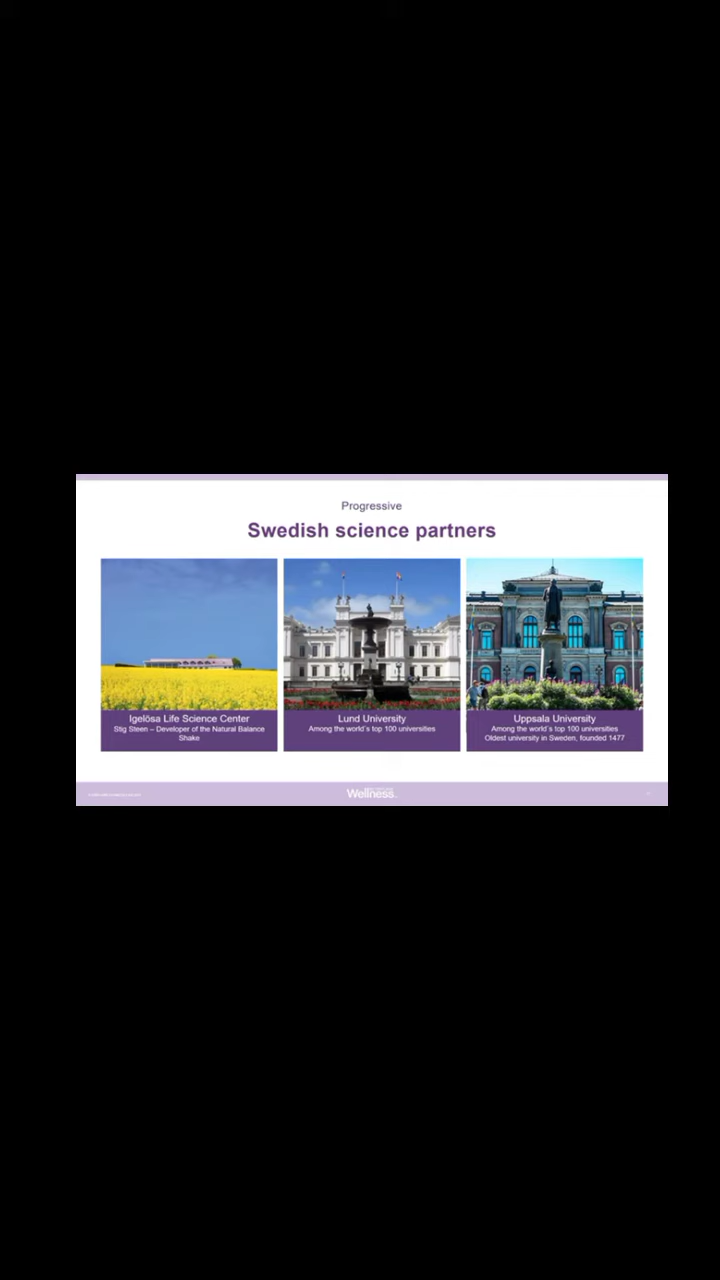 Progressive
Swedish science partners
Igelösa Life Science Center
Stig Steen – Developer of the Natural Balance
Shake
Lund University
Among the world´s top 100 universities
Uppsala University
Among the world´s top 100 universities
Oldest university in Sweden, founded 1477
Wellness